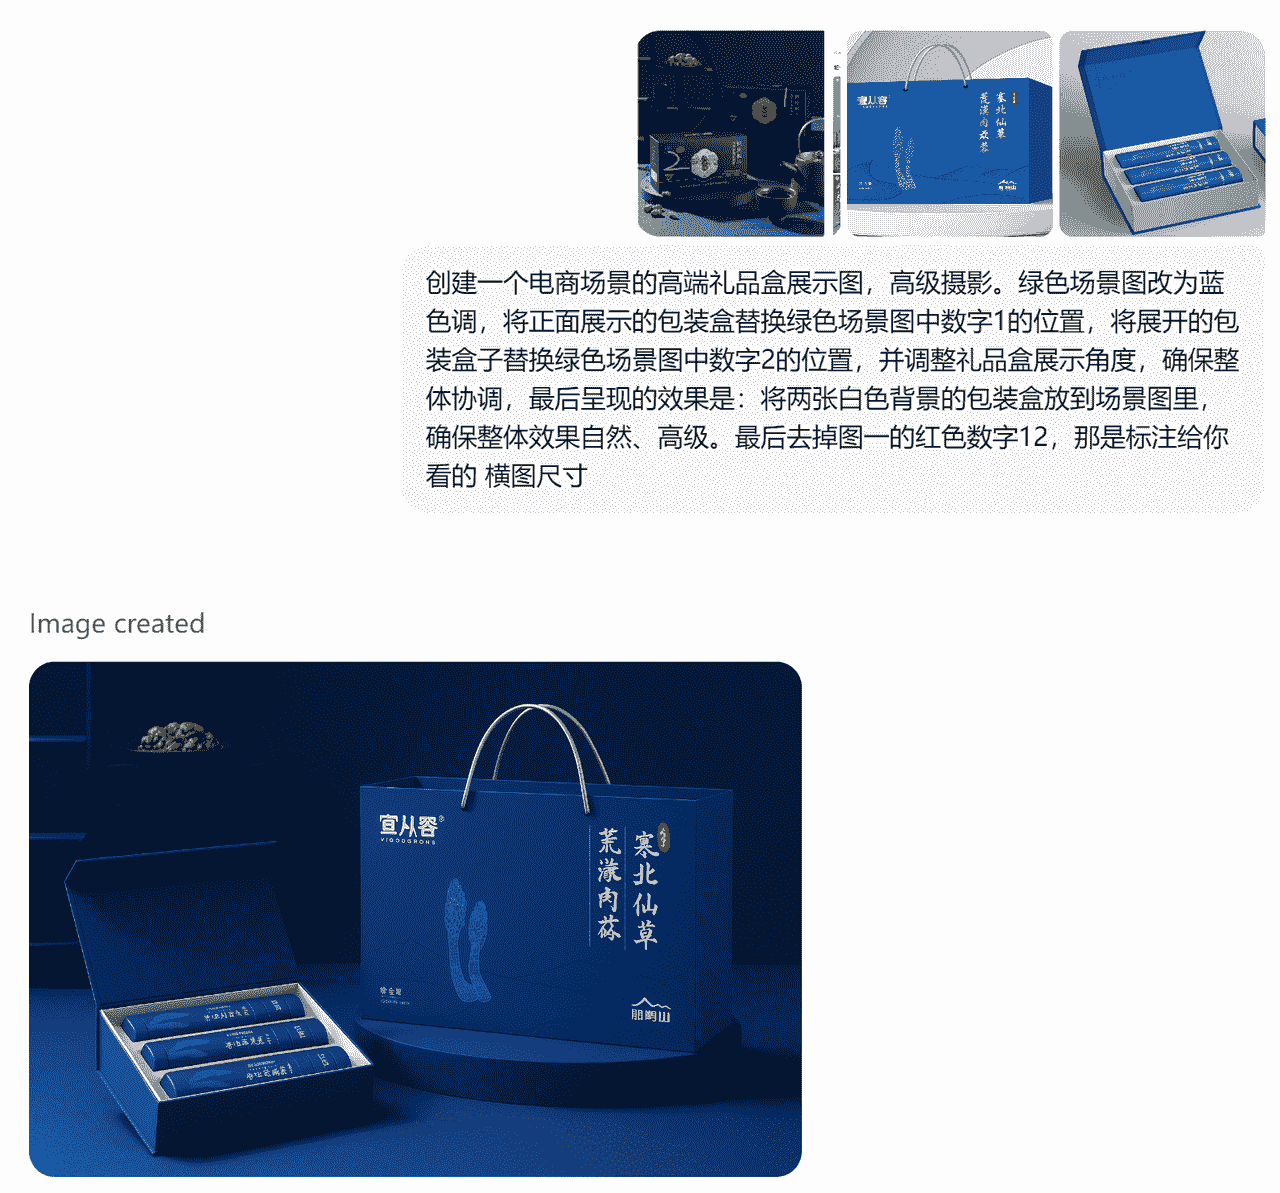 塞北仙草
荒漠肉苁蓉
创建一个电商场景的高端礼品盒展示图，高级摄影。绿色场景图改为蓝
色调，将正面展示的包装盒替换绿色场景图中数字1的位置，将展开的包
装盒子替换绿色场景图中数字2的位置，并调整礼品盒展示角度，确保整
体协调，最后呈现的效果是：将两张白色背景的包装盒放到场景图里，
确保整体效果自然、高级。最后去掉图一的红色数字12，那是标注给你
看的 横图尺寸
Image created
宣从容
塞北仙草